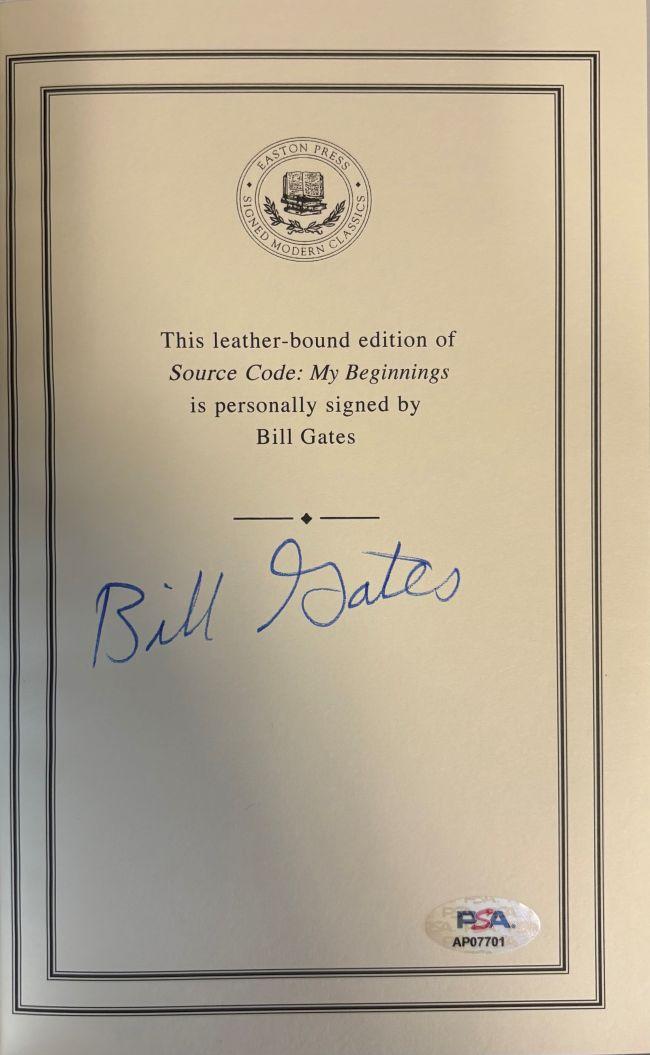 EASTON PRESS
SIGNED MODERN CLASSICS
This leather-bound edition of
Source Code: My Beginnings
is personally signed by
Bill Gates
Bill Gates
PSA
AP07701